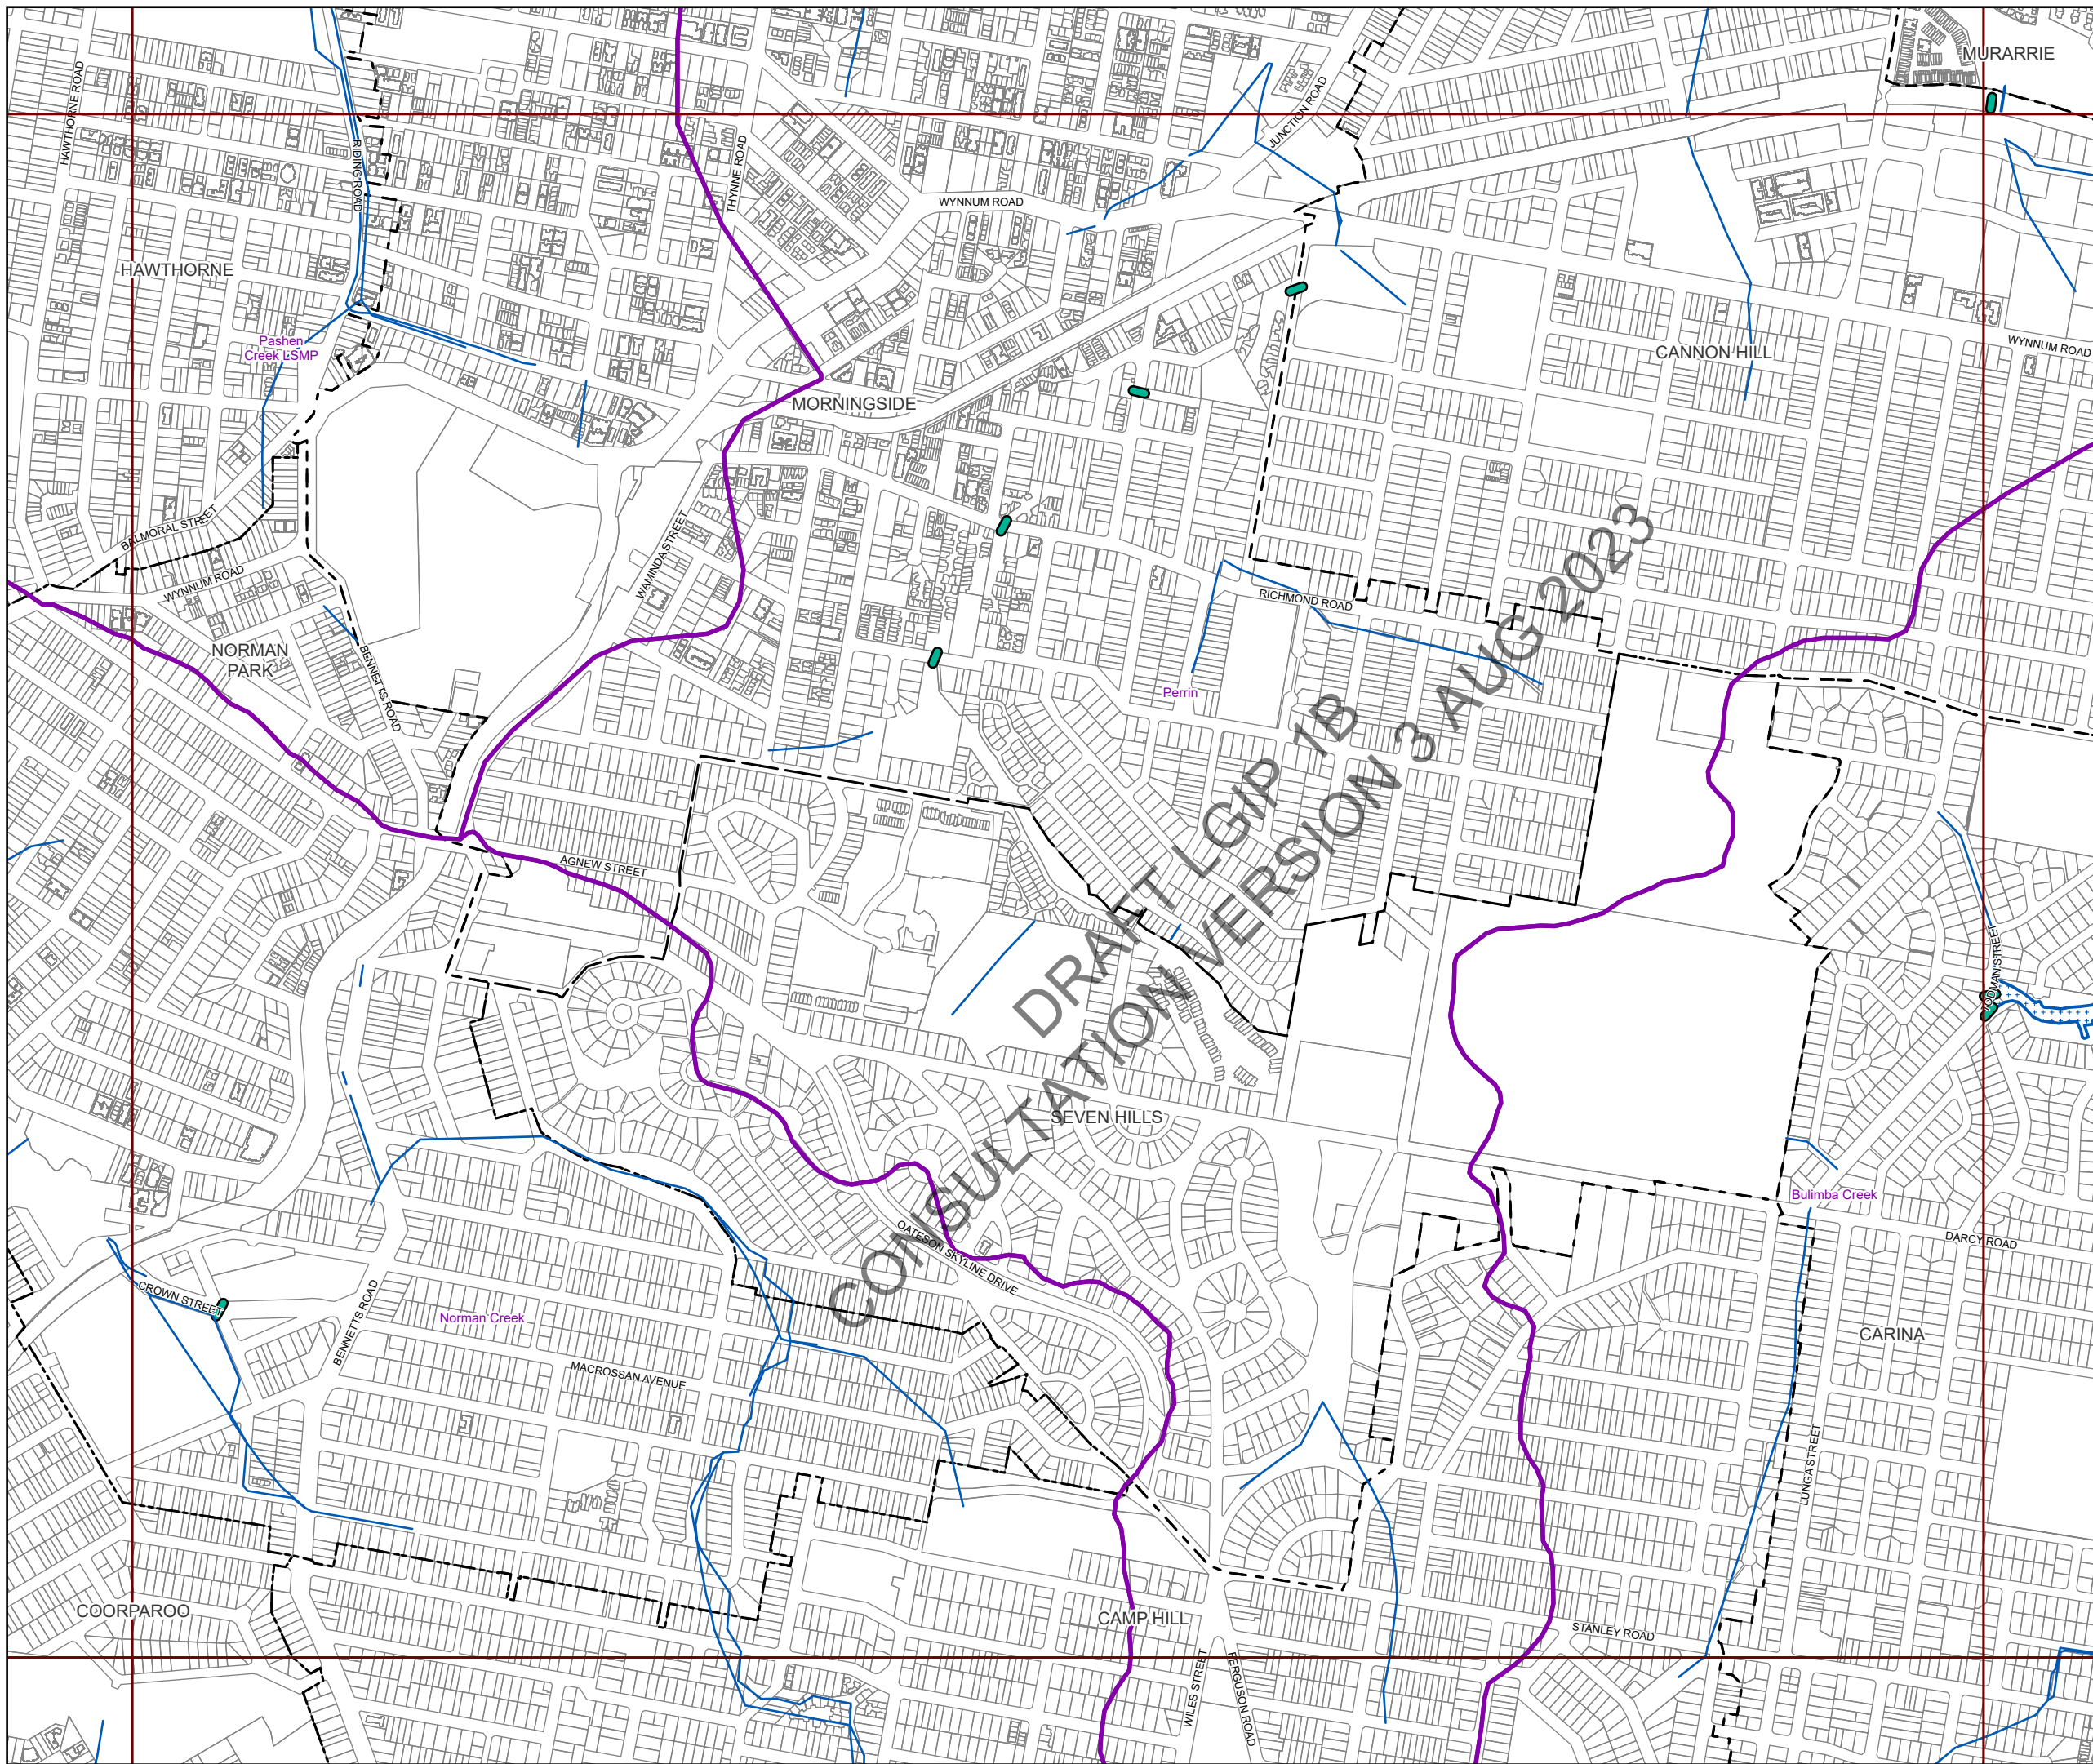 MURARRIE
HAWTHORNE ROAD
RIDING ROAD
THYNNE ROAD
JUNCTION ROAD
WYNNUM ROAD
HAWTHORNE
Pashen
Creek LSMP
CANNON HILL
WYNNUM ROAD
MORNINGSIDE
BALMORAL STREET
WYNNUM ROAD
WAMINDA STREET
RICHMOND ROAD
NORMAN
PARK
BENNETTS ROAD
Perrin
AGNEW STREET
DRAFT LGIP 1B
CONSULTATION VERSION 3 AUG 2023
SEVEN HILLS
Bulimba Creek
DARCY ROAD
OATESON SKYLINE DRIVE
CROWN STREET
Norman Creek
BENNETTS ROAD
CARINA
MACROSSAN AVENUE
LUNGA STREET
COORPAROO
CAMP HILL
STANLEY ROAD
WILES STREET
FERGUSON ROAD